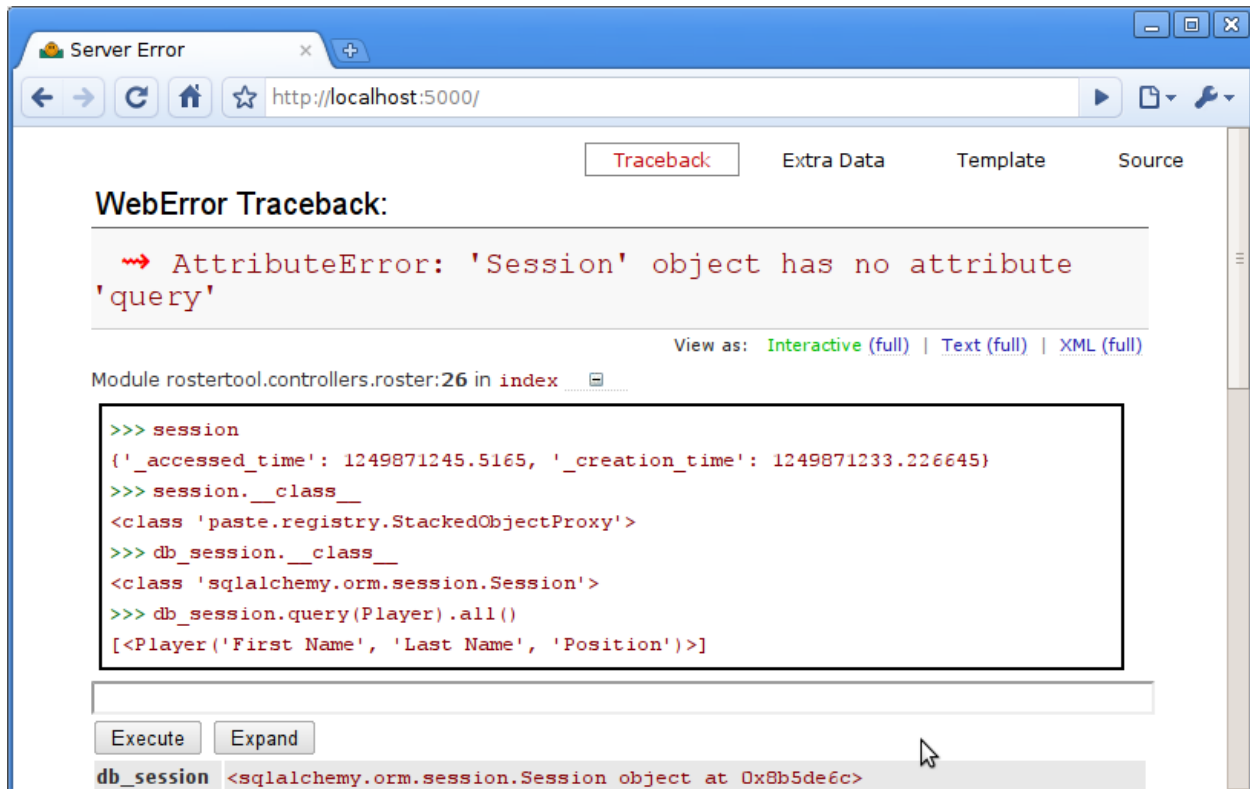 Server Error
http://localhost:5000/
Traceback Extra Data Template Source
WebError Traceback:
⇝ AttributeError: 'Session' object has no attribute
'query'
View as: Interactive (full) | Text (full) | XML (full)
Module rostertool.controllers.roster:26 in index
>>> session
{'_accessed_time': 1249871245.5165, '_creation_time': 1249871233.226645}
>>> session.__class__
<class 'paste.registry.StackedObjectProxy'>
>>> db_session.__class__
<class 'sqlalchemy.orm.session.Session'>
>>> db_session.query(Player).all()
[<Player('First Name', 'Last Name', 'Position')>]
Execute Expand
db_session <sqlalchemy.orm.session.Session object at 0x8b5de6c>